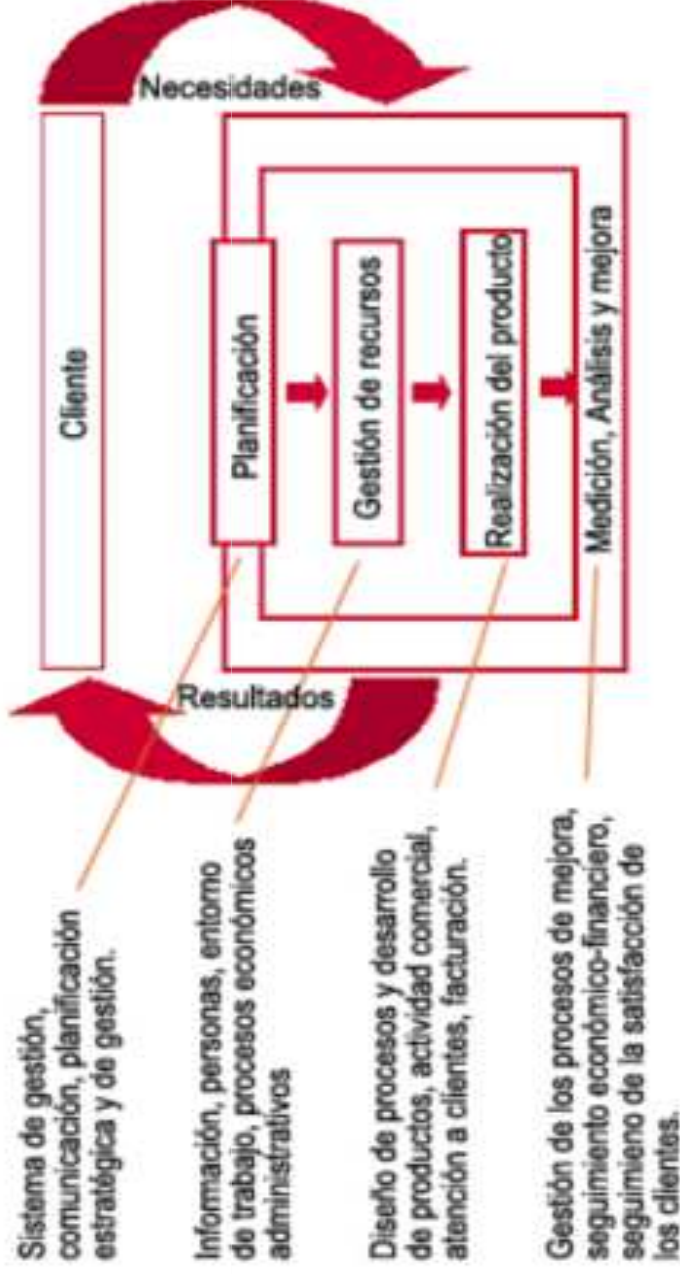 Cliente
Necesidades
Resultados
Planificación
Gestión de recursos
Realización del producto
Medición, Análisis y mejora
Sistema de gestión,
comunicación, planificación
estratégica y de gestión.
Información, personas, entorno
de trabajo, procesos económicos
administrativos
Diseño de procesos y desarrollo
de productos, actividad comercial,
atención a clientes, facturación.
Gestión de los procesos de mejora,
seguimiento económico-financiero,
seguimieno de la satisfacción de
los clientes.